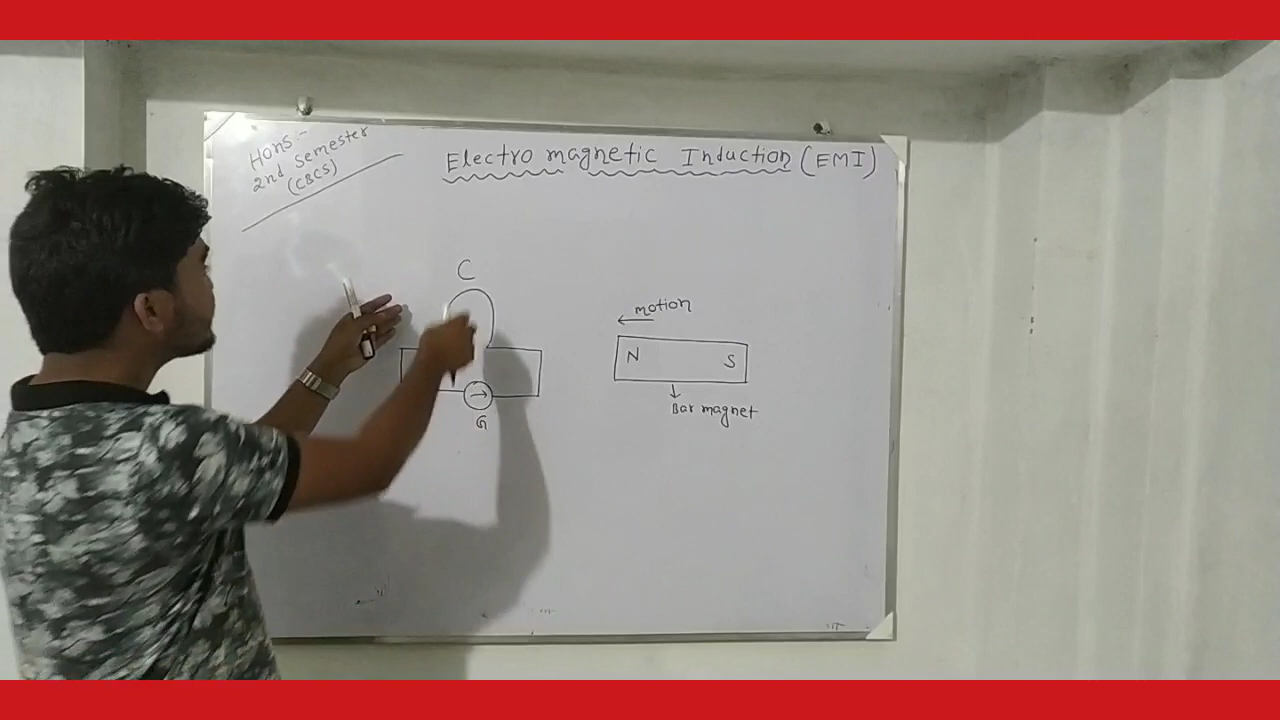 Hons:-
2nd Semester
(CBCS)
Electro magnetic Induction (EMI)
C
motion
N S
Bar magnet
G